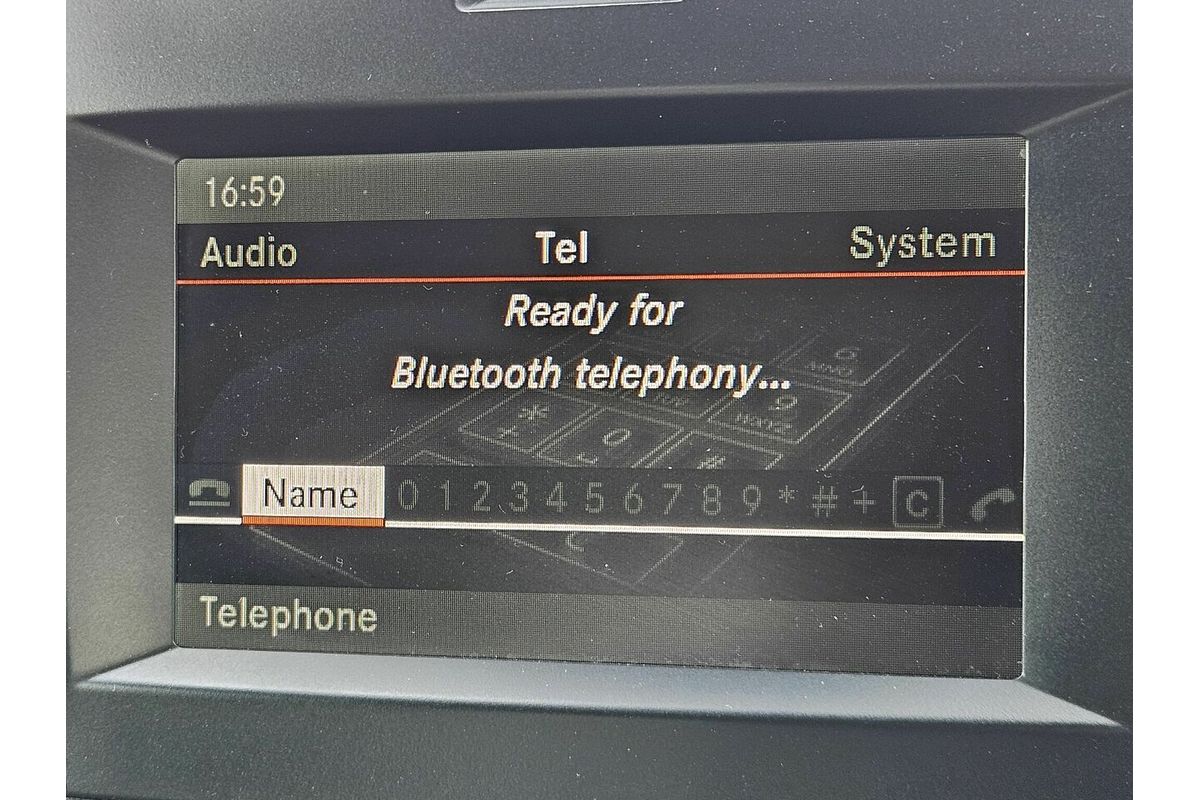 16:59
Audio Tel System
Ready for
Bluetooth telephony...
Name 0 1 2 3 4 5 6 7 8 9 * # + C
Telephone